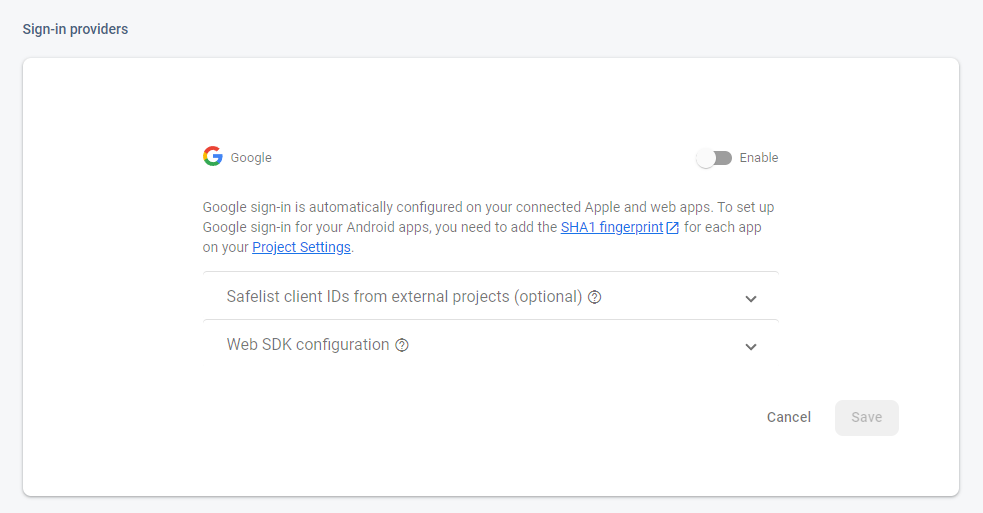 Sign-in providers
Google
Enable
Google sign-in is automatically configured on your connected Apple and web apps. To set up
Google sign-in for your Android apps, you need to add the SHA1 fingerprint for each app
on your Project Settings.
Safelist client IDs from external projects (optional)
Web SDK configuration
Cancel
Save